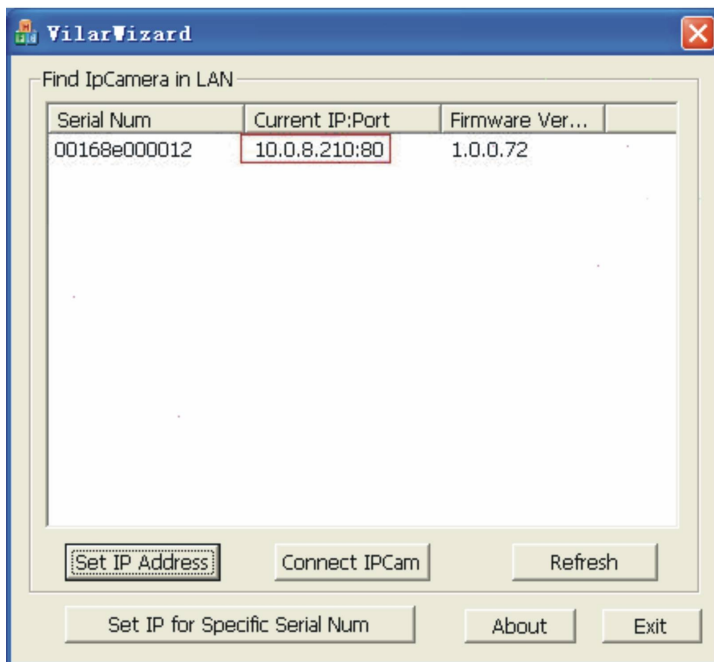 VilarWizard
Find IpCamera in LAN
Serial Num Current IP:Port Firmware Ver...
00168e000012 10.0.8.210:80 1.0.0.72
Set IP Address Connect IPCam Refresh
Set IP for Specific Serial Num About Exit